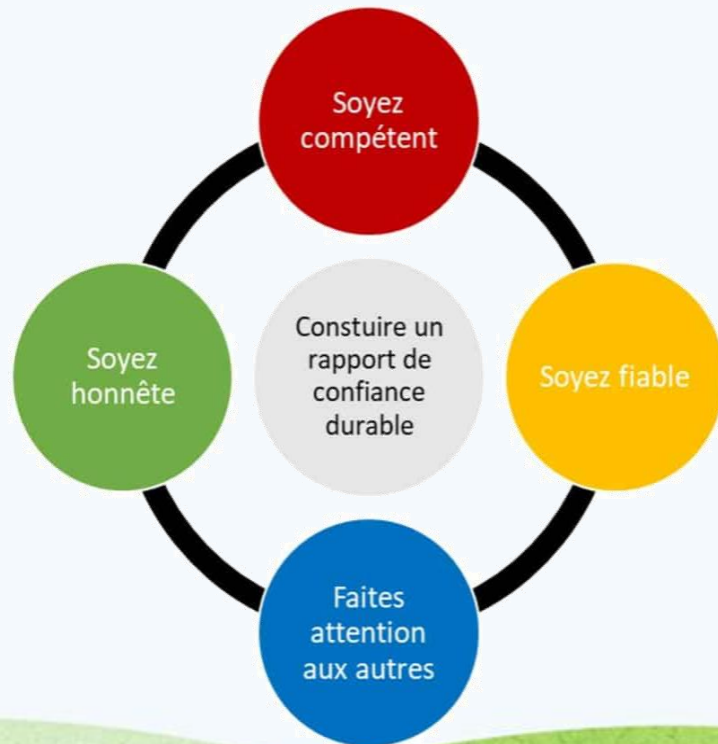 Soyez
compétent
Soyez
honnête
Constuire un
rapport de
confiance
durable
Soyez fiable
Faites
attention
aux autres